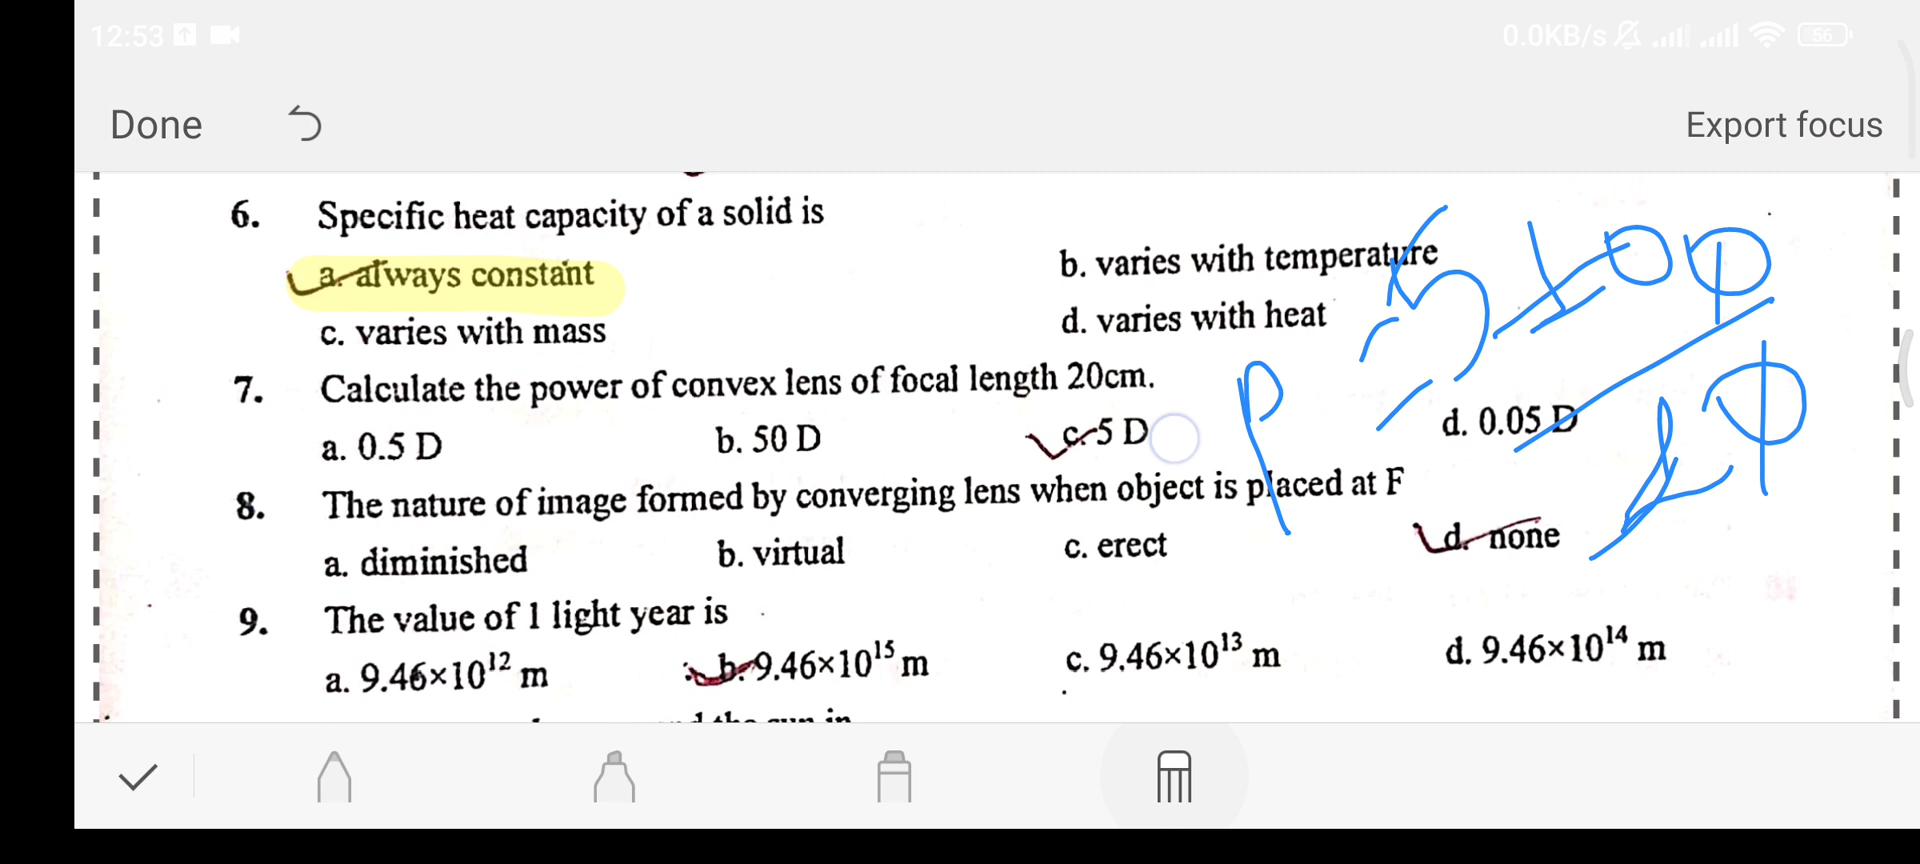 12:53 0.0KB/s 56
Done Export focus
6. Specific heat capacity of a solid is
a. always constant b. varies with temperature
c. varies with mass d. varies with heat
7. Calculate the power of convex lens of focal length 20cm.
a. 0.5 D b. 50 D c. 5 D d. 0.05 D
8. The nature of image formed by converging lens when object is placed at F
a. diminished b. virtual c. erect d. none
9. The value of 1 light year is
a. 9.46×10¹² m b. 9.46×10¹⁵ m c. 9.46×10¹³ m d. 9.46×10¹⁴ m